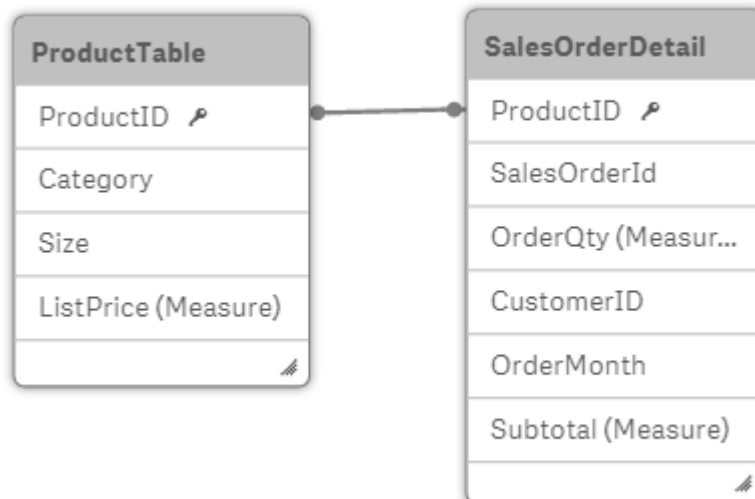 ProductTable
ProductID
Category
Size
ListPrice (Measure)
SalesOrderDetail
ProductID
SalesOrderId
OrderQty (Measur...
CustomerID
OrderMonth
Subtotal (Measure)